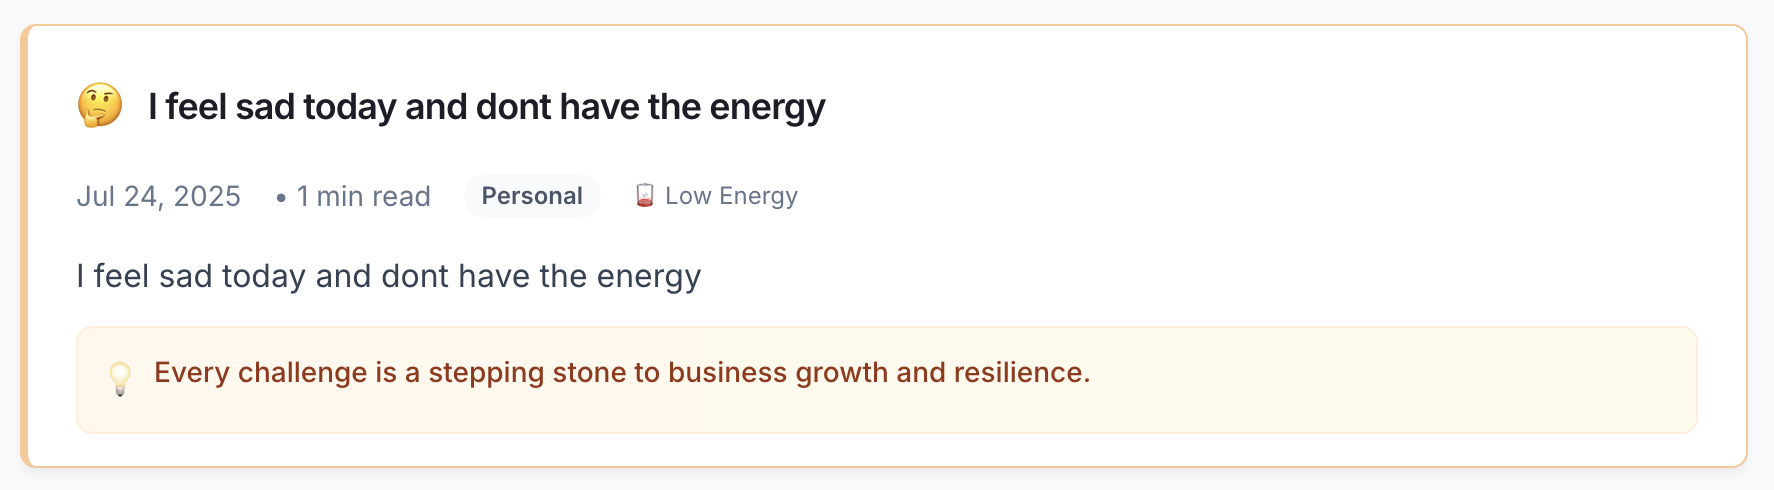 🤔 I feel sad today and dont have the energy
Jul 24, 2025 • 1 min read Personal 🪫 Low Energy
I feel sad today and dont have the energy
💡 Every challenge is a stepping stone to business growth and resilience.